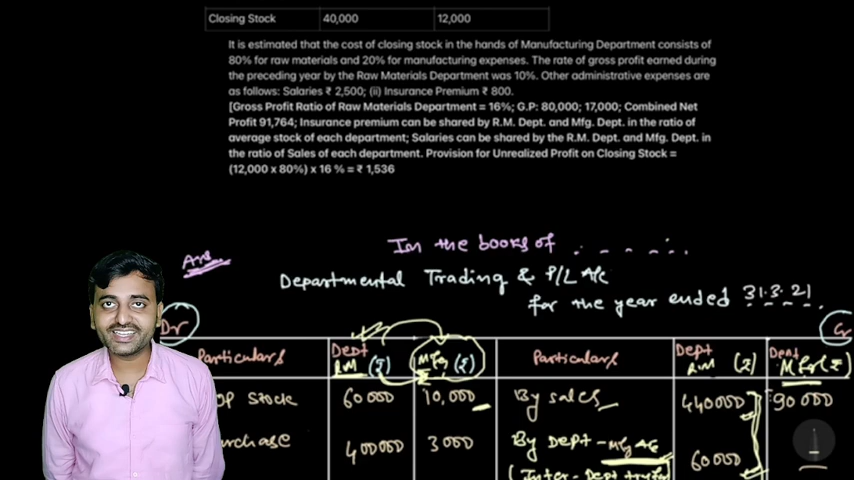 Closing Stock 40,000 12,000
It is estimated that the cost of closing stock in the hands of Manufacturing Department consists of
80% for raw materials and 20% for manufacturing expenses. The rate of gross profit earned during
the preceding year by the Raw Materials Department was 10%. Other administrative expenses are
as follows: Salaries ₹ 2,500; (ii) Insurance Premium ₹ 800.
[Gross Profit Ratio of Raw Materials Department = 16%; G.P: 80,000; 17,000; Combined Net
Profit 91,764; Insurance premium can be shared by R.M. Dept. and Mfg. Dept. in the ratio of
average stock of each department; Salaries can be shared by the R.M. Dept. and Mfg. Dept. in
the ratio of Sales of each department. Provision for Unrealized Profit on Closing Stock =
(12,000 x 80%) x 16 % = ₹ 1,536
Ans
In the books of . - - - - .
Departmental Trading & P/L A/c
for the year ended 31.3.21
Dr Cr
Particulars Dept R.M (₹) Mfg (₹) Particulars Dept R.M (₹) Dept Mfg (₹)
op stock 60000 10,000 By sales 440000 90000
urchase 400000 3000 By Dept - Mfg A/c 60000
(Inter - Dept trnfr